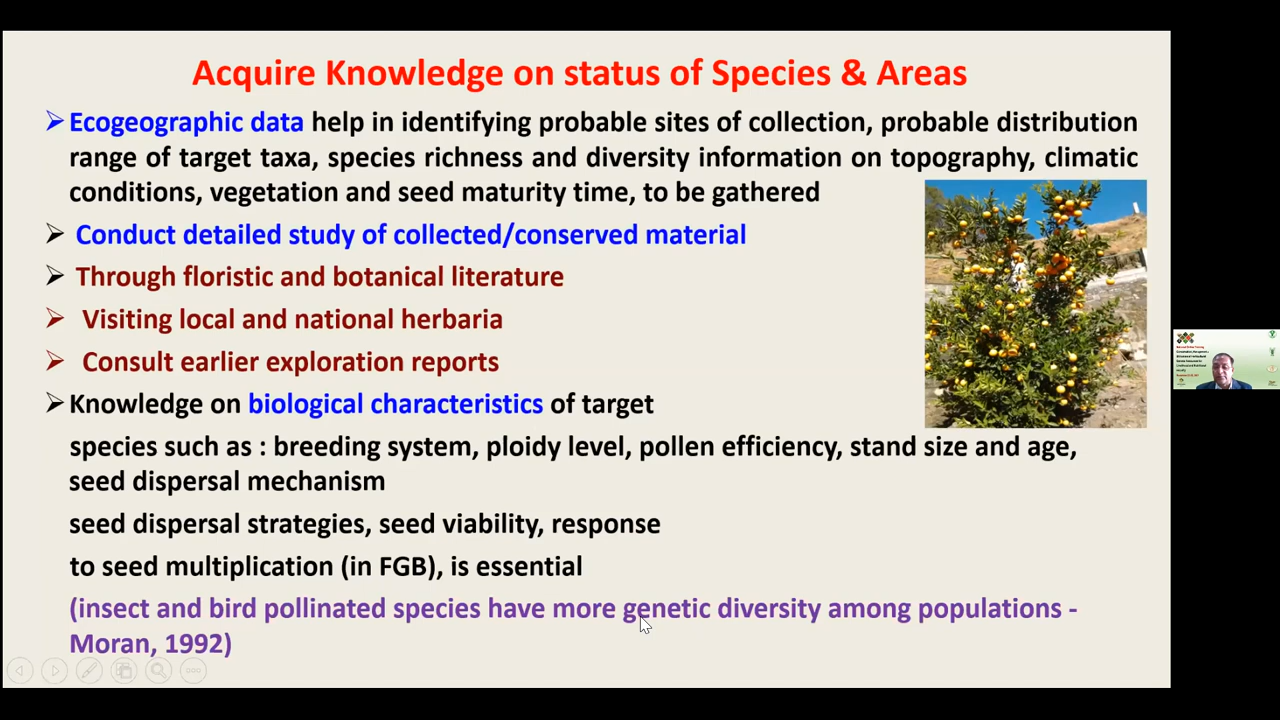 Acquire Knowledge on status of Species & Areas
➢Ecogeographic data help in identifying probable sites of collection, probable distribution
range of target taxa, species richness and diversity information on topography, climatic
conditions, vegetation and seed maturity time, to be gathered
➢ Conduct detailed study of collected/conserved material
➢ Through floristic and botanical literature
➢ Visiting local and national herbaria
➢ Consult earlier exploration reports
➢Knowledge on biological characteristics of target
species such as : breeding system, ploidy level, pollen efficiency, stand size and age,
seed dispersal mechanism
seed dispersal strategies, seed viability, response
to seed multiplication (in FGB), is essential
(insect and bird pollinated species have more genetic diversity among populations -
Moran, 1992)